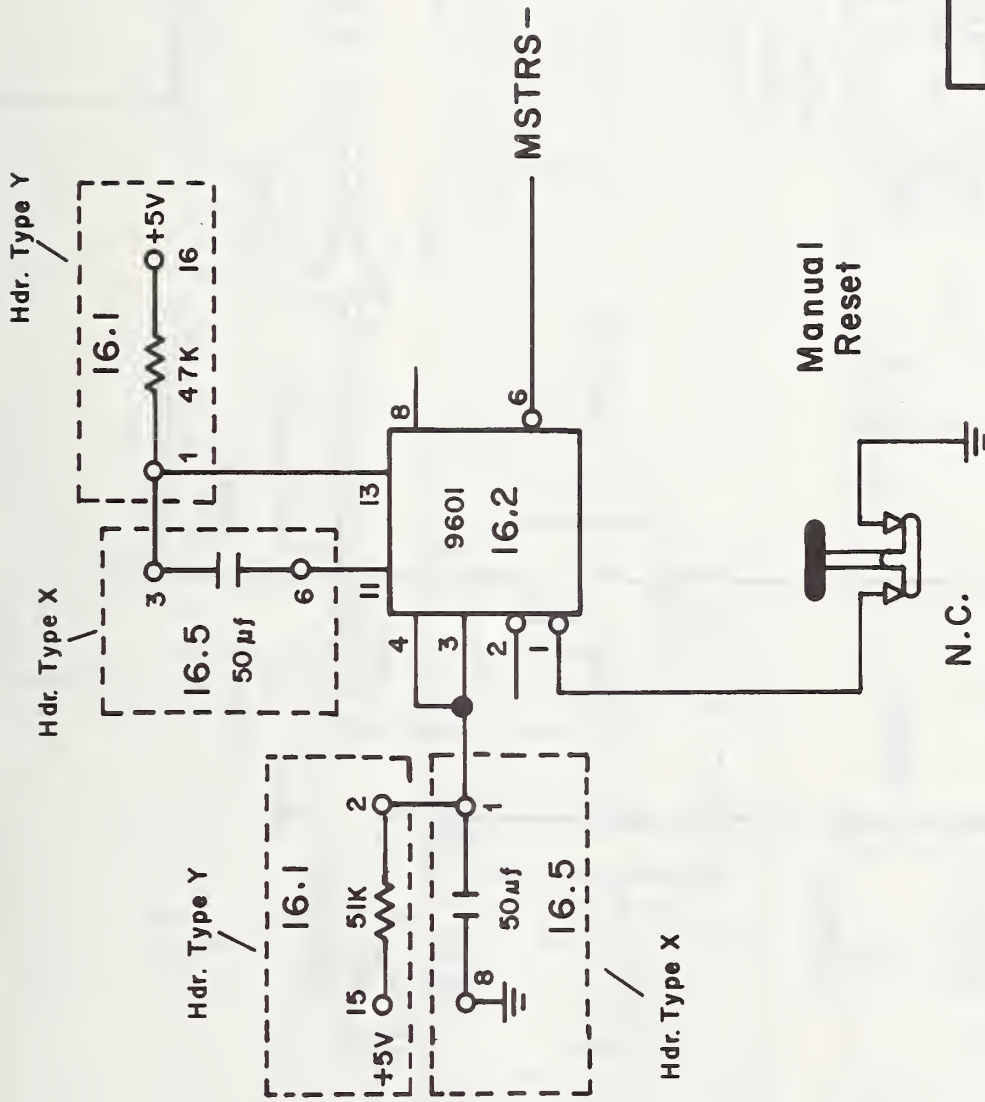 Hdr. Type Y
16.1
+5V
1
47K
16
Hdr. Type X
3
16.5
50µf
6
11
13
8
9601
16.2
6
MSTRS-
4
3
2
1
Hdr. Type Y
16.1
15
51K
2
+5V
1
8
50µf
16.5
Hdr. Type X
Manual
Reset
N.C.